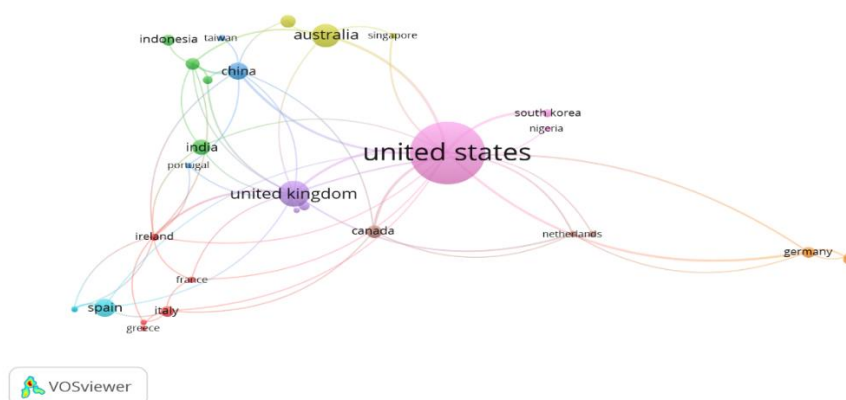 australia
singapore
indonesia
taiwan
china
south korea
nigeria
united states
india
portugal
united kingdom
canada
ireland
netherlands
germany
france
spain
italy
greece
VOSviewer